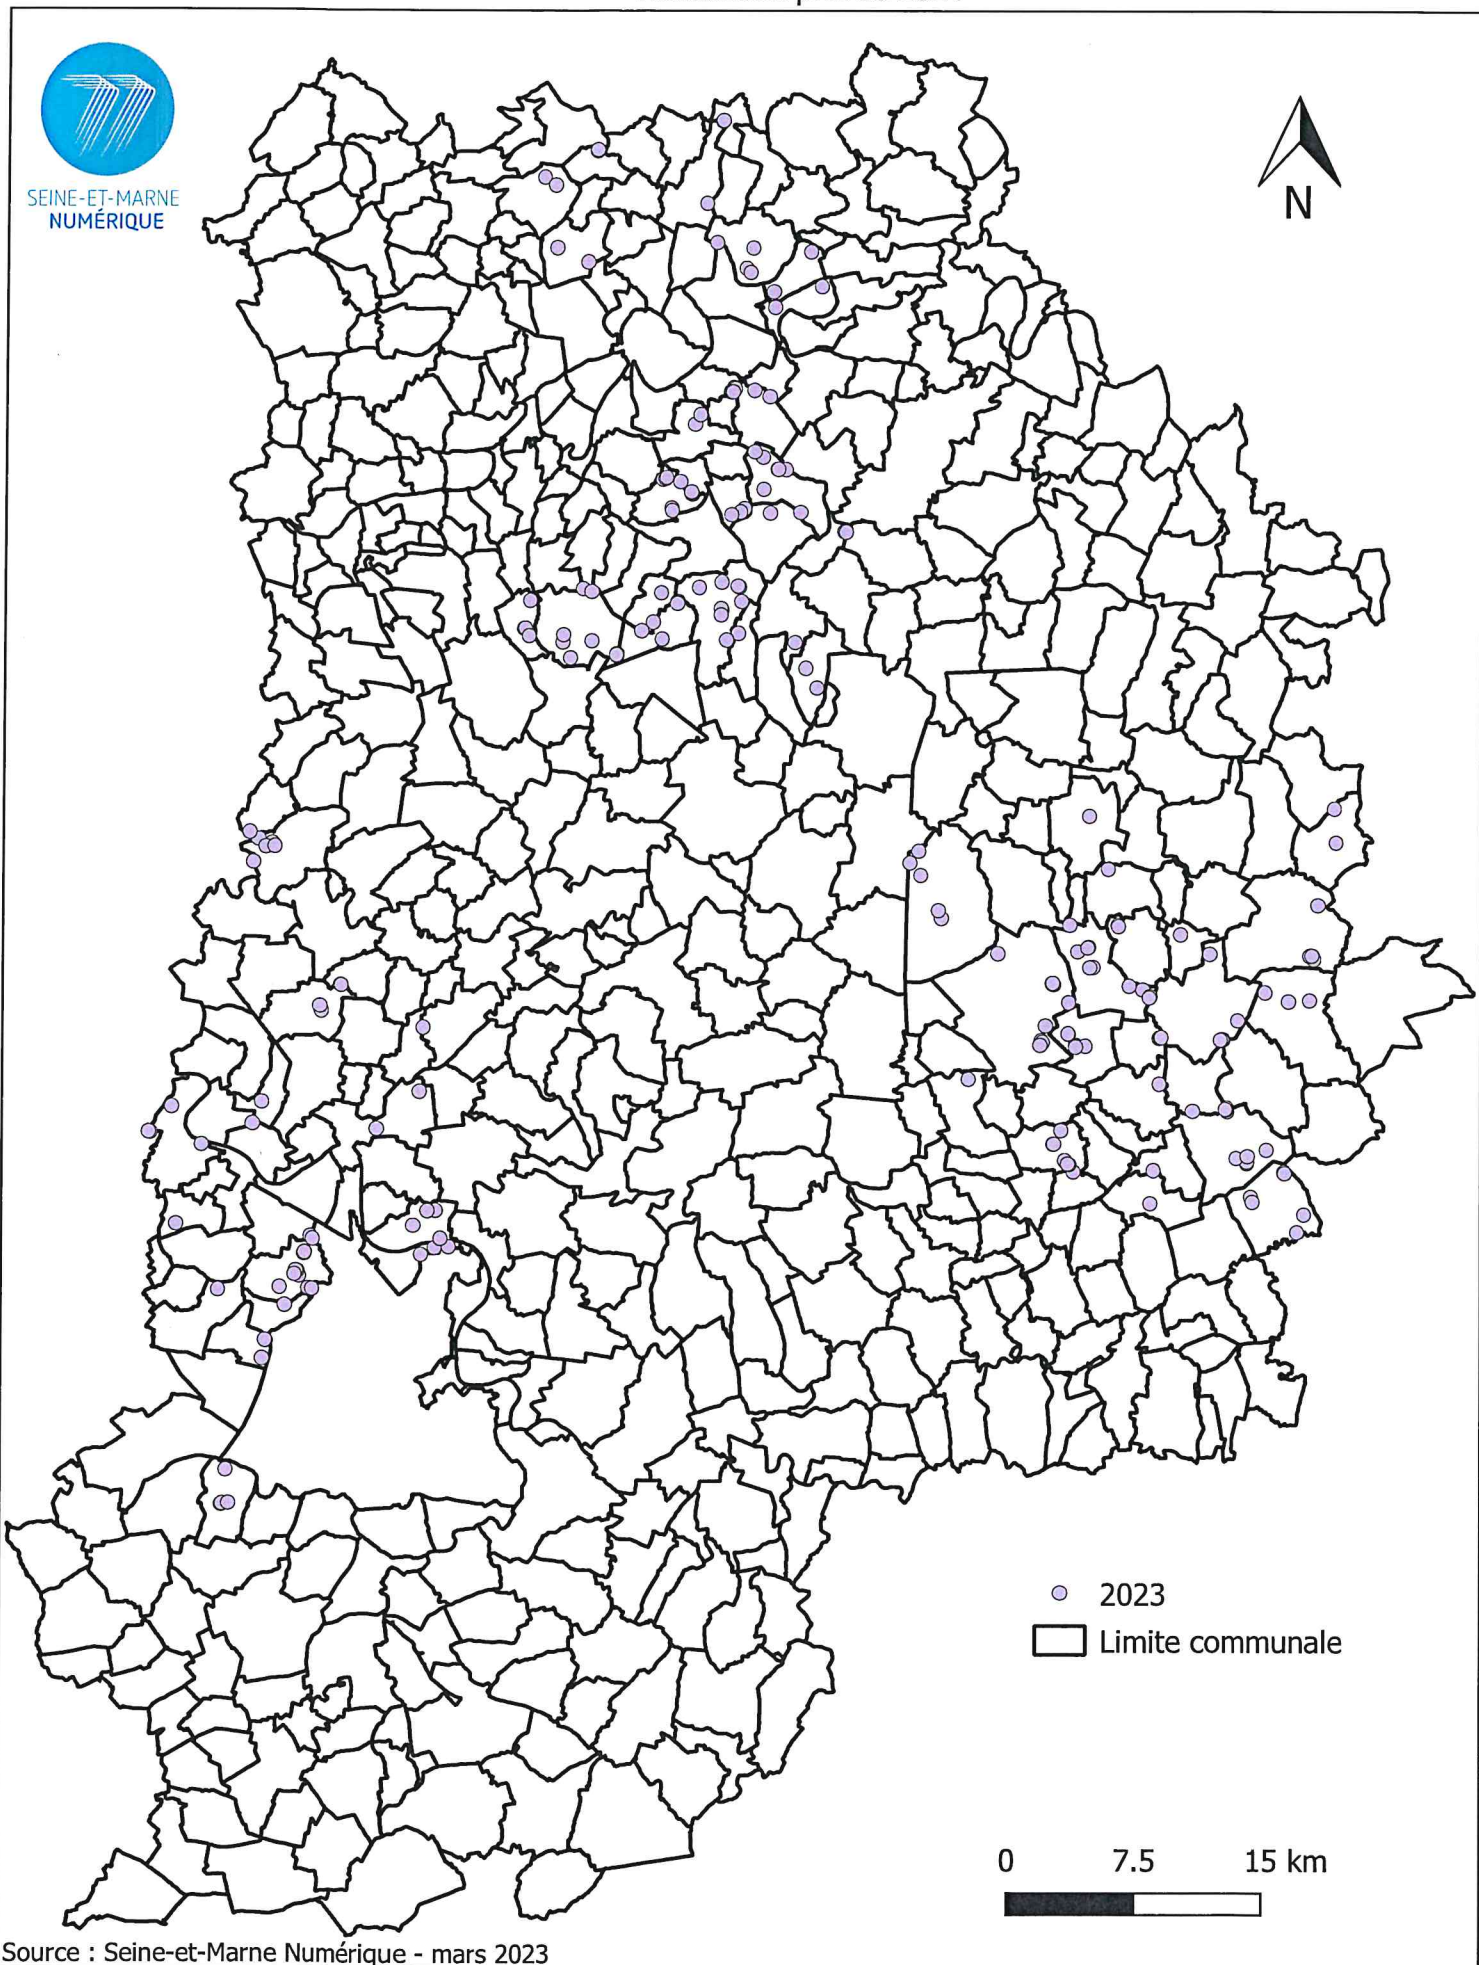 SEINE-ET-MARNE
NUMÉRIQUE
N
2023
Limite communale
0 7.5 15 km
Source : Seine-et-Marne Numérique - mars 2023